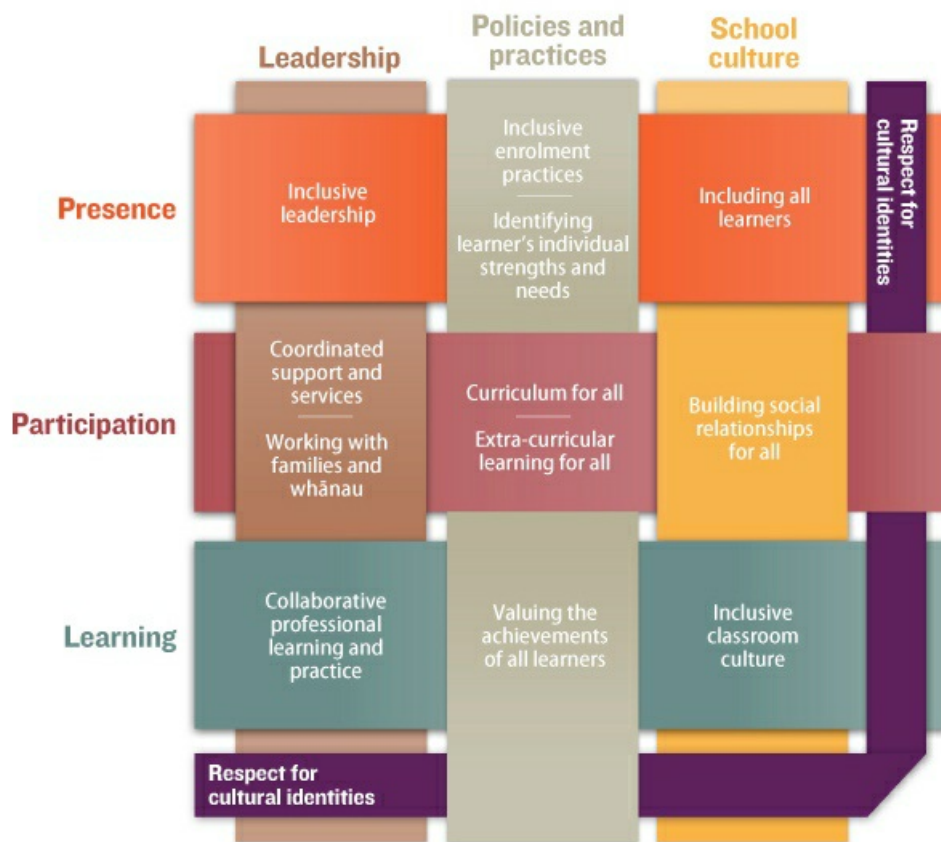 Leadership
Policies and
practices
School
culture
Presence
Inclusive
leadership
Inclusive
enrolment
practices
Identifying
learner's individual
strengths and
needs
Including all
learners
Respect for
cultural identities
Participation
Coordinated
support and
services
Working with
families and
whānau
Curriculum for all
Extra-curricular
learning for all
Building social
relationships
for all
Learning
Collaborative
professional
learning and
practice
Valuing the
achievements
of all learners
Inclusive
classroom
culture
Respect for
cultural identities